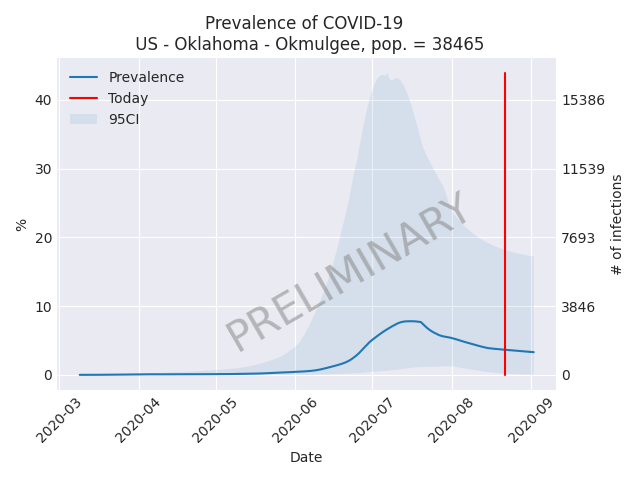 Prevalence of COVID-19
US - Oklahoma - Okmulgee, pop. = 38465
Prevalence
Today
95CI
40
30
20
10
0
%
15386
11539
7693
3846
0
# of infections
PRELIMINARY
2020-03
2020-04
2020-05
2020-06
2020-07
2020-08
2020-09
Date